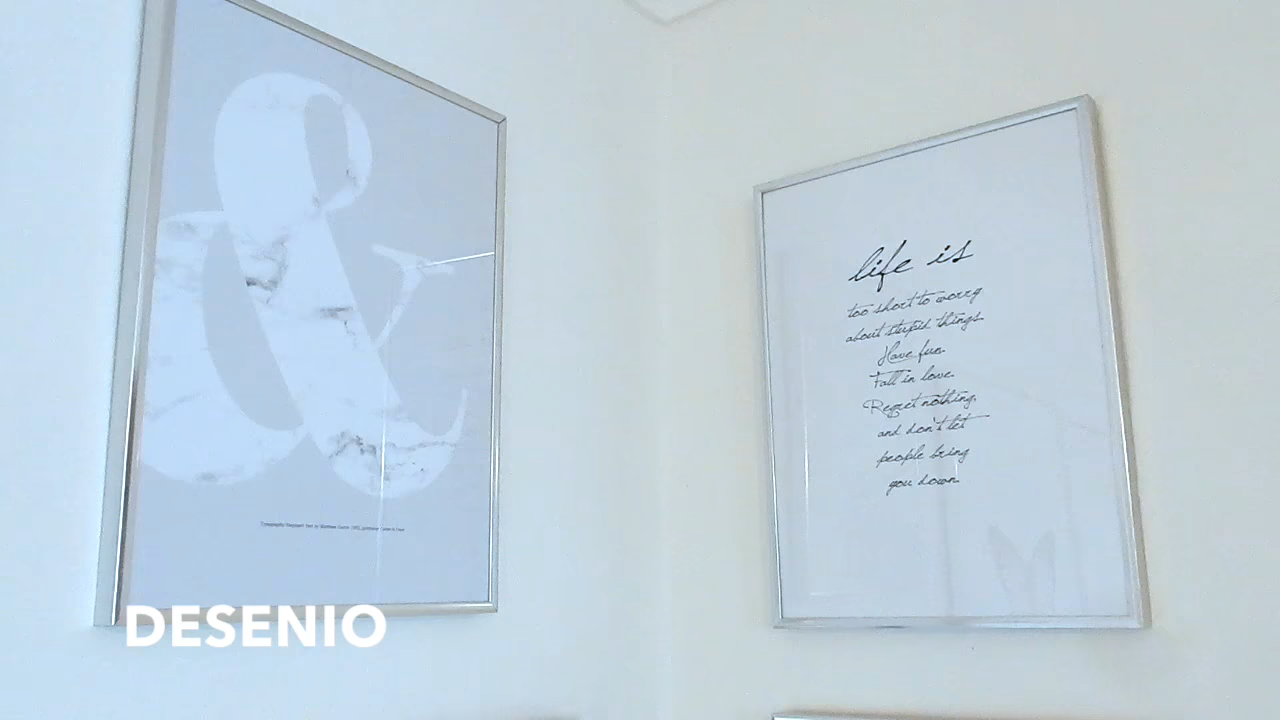 &
life is
too short to worry
about stupid things.
Have fun.
Fall in love.
Regret nothing,
and don't let
people bring
you down.
DESENIO